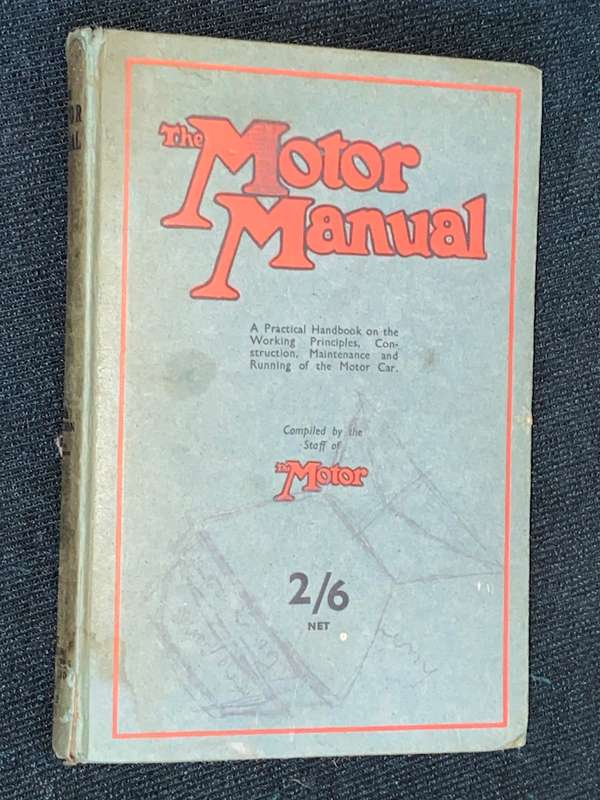 The Motor
Manual
A Practical Handbook on the
Working Principles, Con-
struction, Maintenance and
Running of the Motor Car.
Compiled by the
Staff of
The Motor
2/6
NET